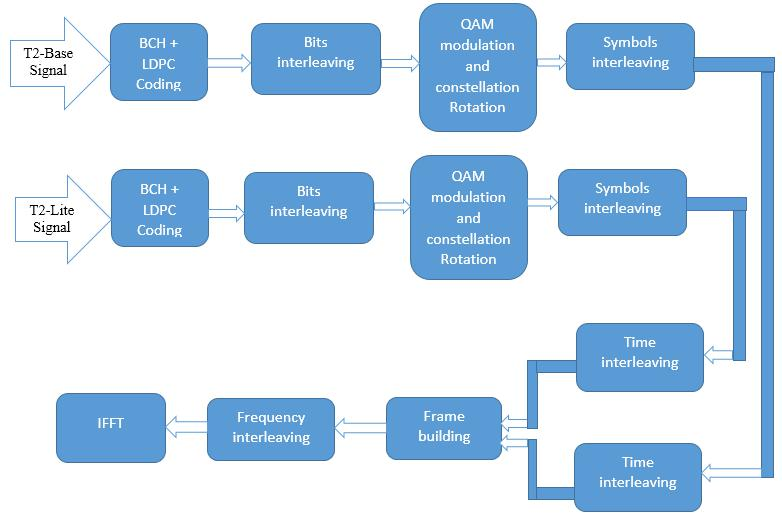 T2-Base
Signal
BCH +
LDPC
Coding
Bits
interleaving
QAM
modulation
and
constellation
Rotation
Symbols
interleaving
T2-Lite
Signal
BCH +
LDPC
Coding
Bits
interleaving
QAM
modulation
and
constellation
Rotation
Symbols
interleaving
Time
interleaving
IFFT
Frequency
interleaving
Frame
building
Time
interleaving